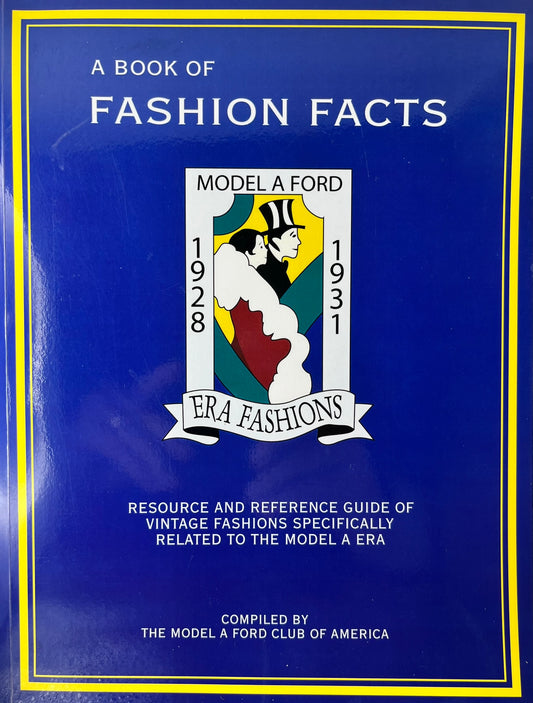 A BOOK OF
FASHION FACTS
MODEL A FORD
1928
1931
ERA FASHIONS
RESOURCE AND REFERENCE GUIDE OF
VINTAGE FASHIONS SPECIFICALLY
RELATED TO THE MODEL A ERA
COMPILED BY
THE MODEL A FORD CLUB OF AMERICA